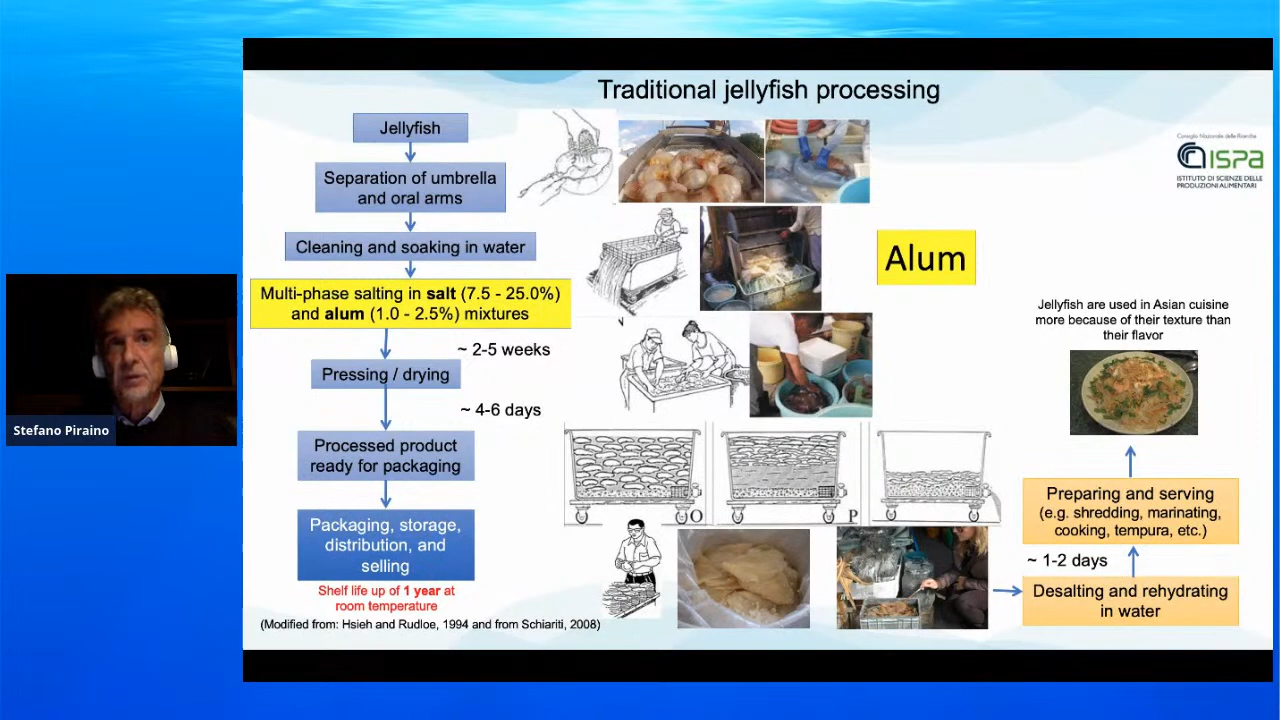 Traditional jellyfish processing
Jellyfish
Separation of umbrella
and oral arms
Cleaning and soaking in water
Multi-phase salting in salt (7.5 - 25.0%)
and alum (1.0 - 2.5%) mixtures
~ 2-5 weeks
Pressing / drying
~ 4-6 days
Processed product
ready for packaging
Packaging, storage,
distribution, and
selling
Shelf life up of 1 year at
room temperature
(Modified from: Hsieh and Rudloe, 1994 and from Schiariti, 2008)
O
P
Alum
Consiglio Nazionale delle Ricerche
ISPA
ISTITUTO DI SCIENZE DELLE
PRODUZIONI ALIMENTARI
Jellyfish are used in Asian cuisine
more because of their texture than
their flavor
Preparing and serving
(e.g. shredding, marinating,
cooking, tempura, etc.)
~ 1-2 days
Desalting and rehydrating
in water
Stefano Piraino